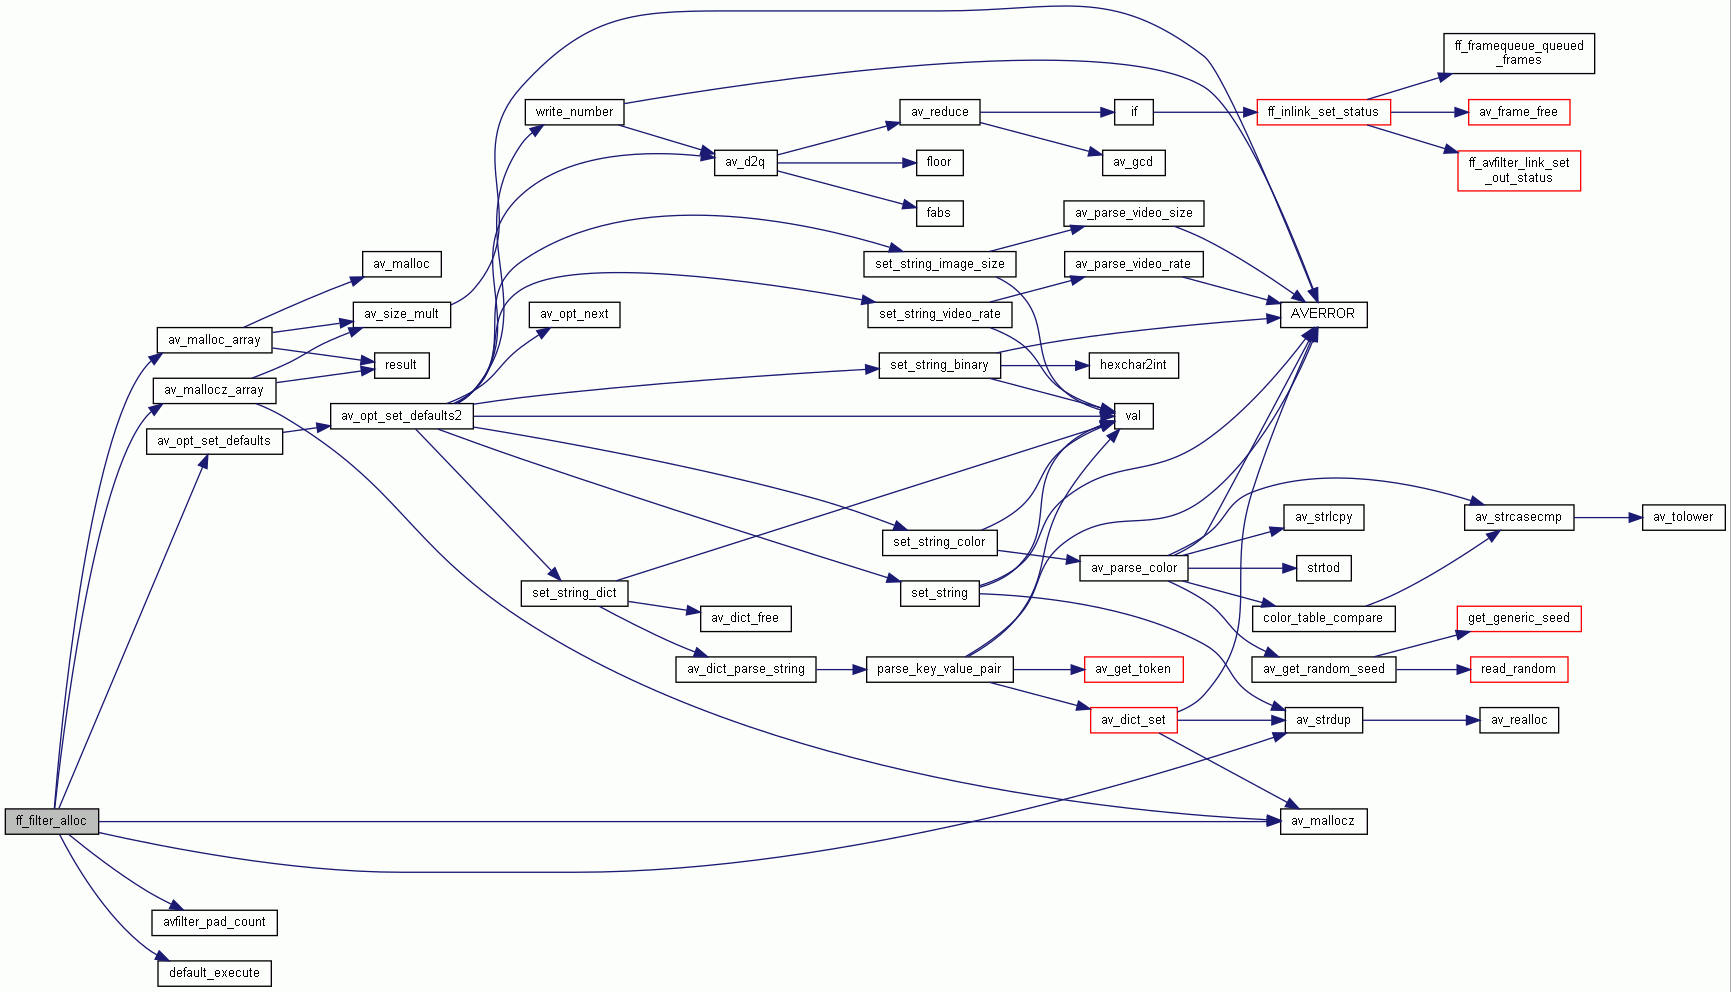 ff_framequeue_queued
_frames
write_number
av_reduce
if
ff_inlink_set_status
av_frame_free
av_d2q
floor
av_gcd
ff_avfilter_link_set
_out_status
fabs
av_parse_video_size
av_malloc
set_string_image_size
av_parse_video_rate
av_size_mult
av_opt_next
set_string_video_rate
AVERROR
av_malloc_array
result
set_string_binary
hexchar2int
av_mallocz_array
av_opt_set_defaults2
val
av_opt_set_defaults
av_strlcpy
av_strcasecmp
av_tolower
set_string_color
av_parse_color
strtod
set_string_dict
set_string
av_dict_free
color_table_compare
get_generic_seed
av_dict_parse_string
parse_key_value_pair
av_get_token
av_get_random_seed
read_random
av_dict_set
av_strdup
av_realloc
ff_filter_alloc
av_mallocz
avfilter_pad_count
default_execute